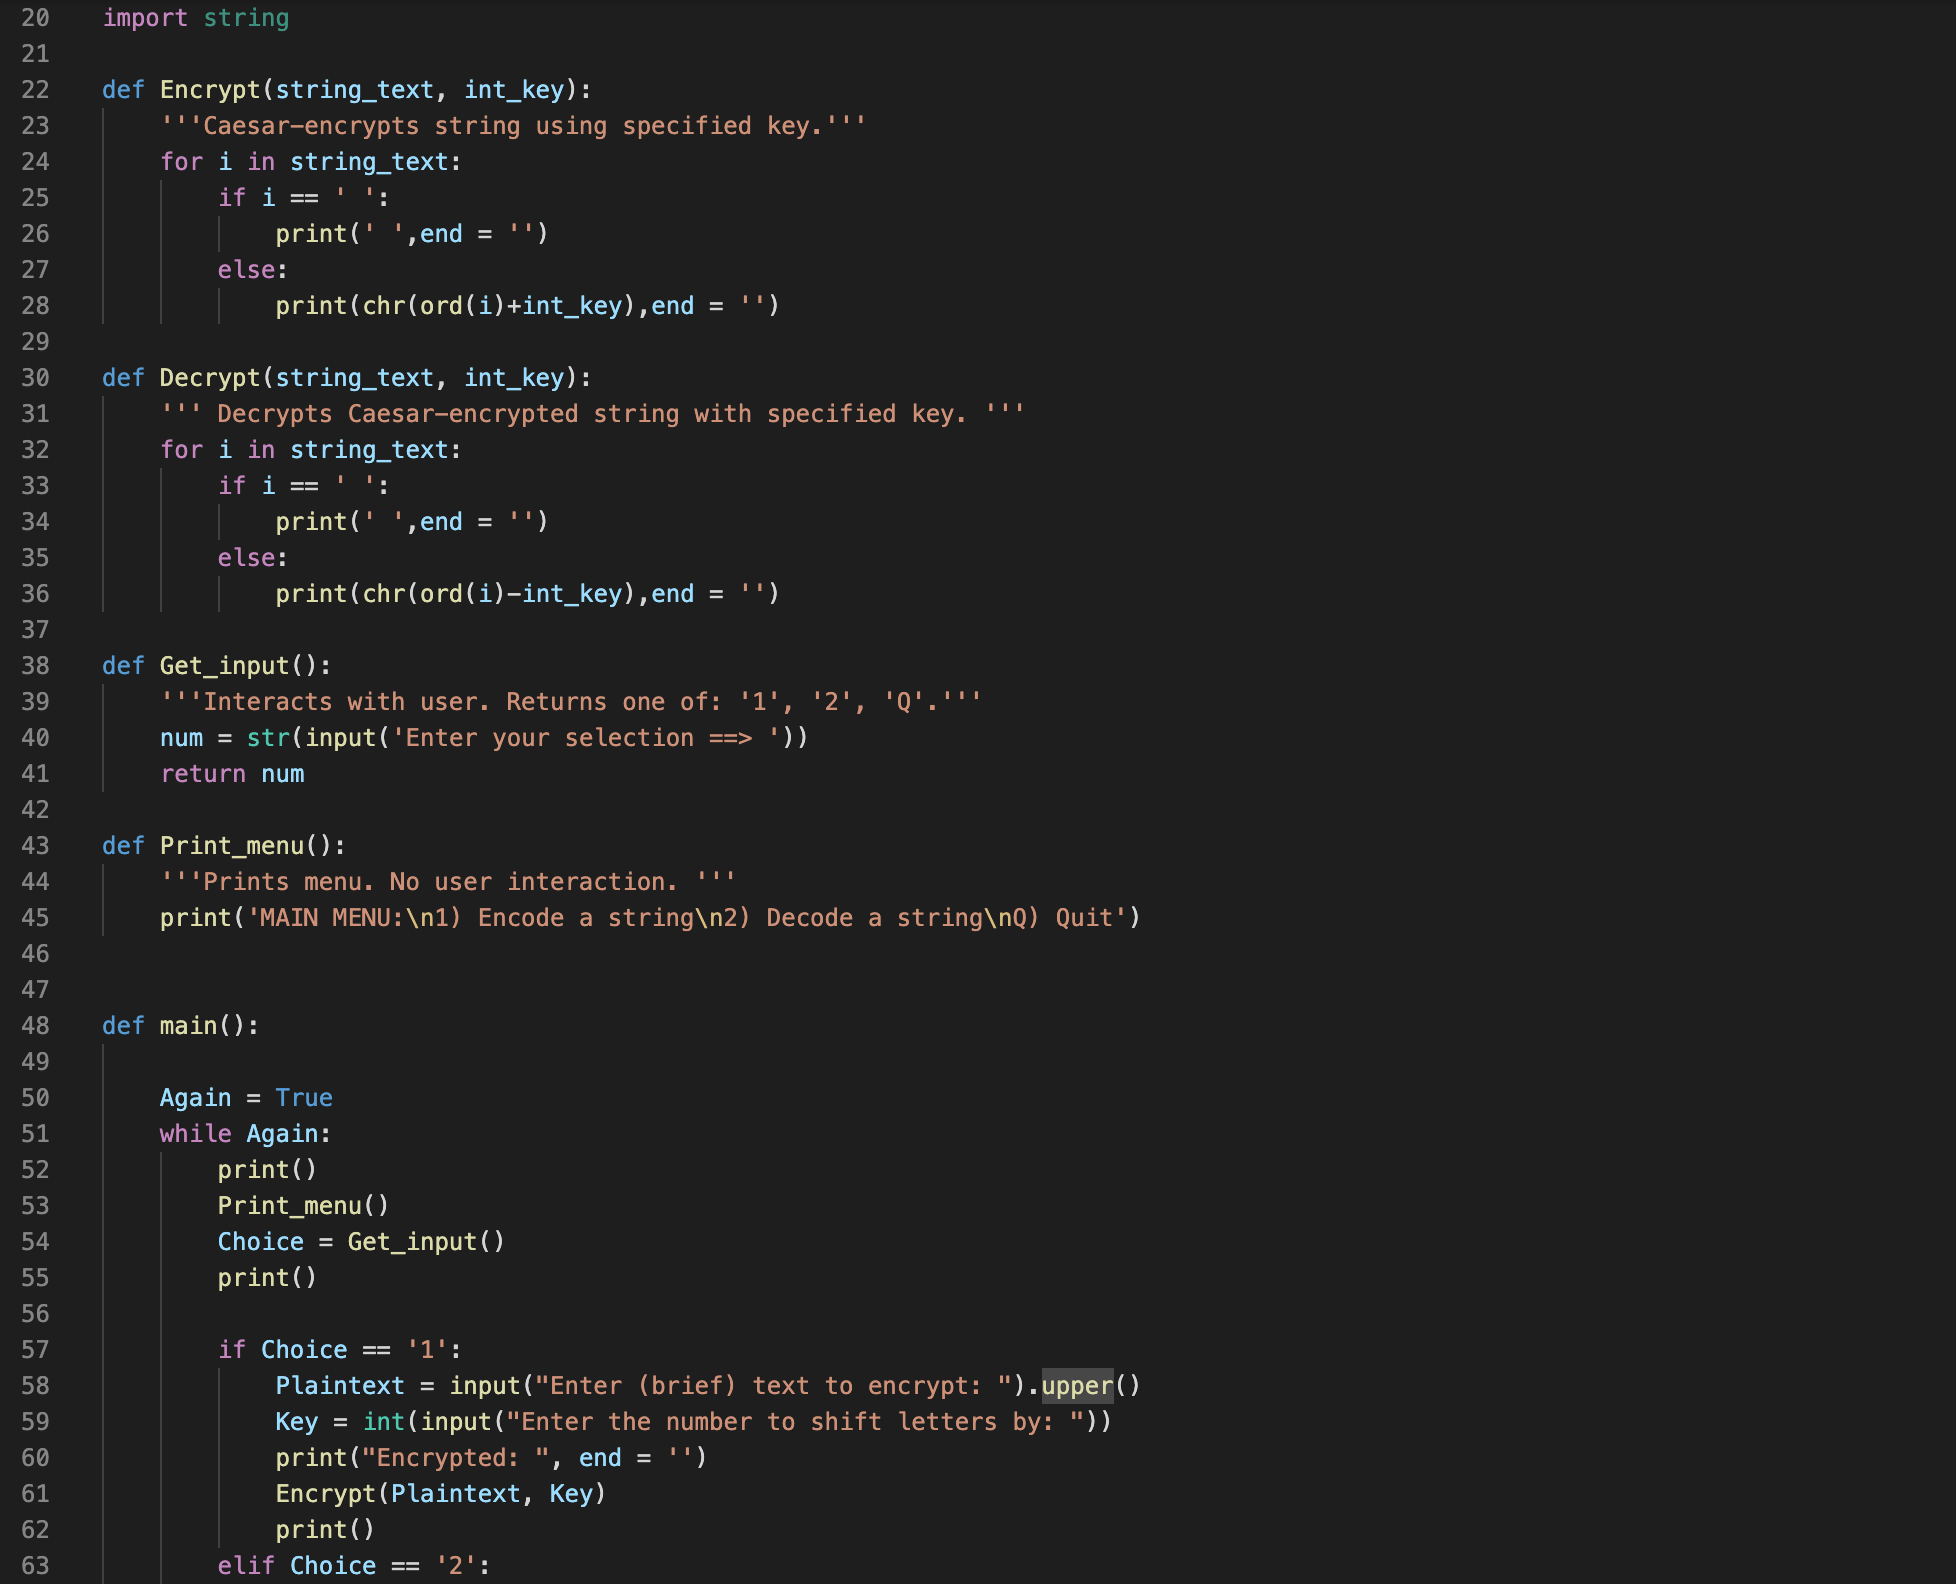 20 import string
21
22 def Encrypt(string_text, int_key):
23     '''Caesar-encrypts string using specified key.'''
24     for i in string_text:
25         if i == ' ':
26             print(' ',end = '')
27         else:
28             print(chr(ord(i)+int_key),end = '')
29
30 def Decrypt(string_text, int_key):
31     ''' Decrypts Caesar-encrypted string with specified key. '''
32     for i in string_text:
33         if i == ' ':
34             print(' ',end = '')
35         else:
36             print(chr(ord(i)-int_key),end = '')
37
38 def Get_input():
39     '''Interacts with user. Returns one of: '1', '2', 'Q'.'''
40     num = str(input('Enter your selection ==> '))
41     return num
42
43 def Print_menu():
44     '''Prints menu. No user interaction. '''
45     print('MAIN MENU:\n1) Encode a string\n2) Decode a string\nQ) Quit')
46
47
48 def main():
49
50     Again = True
51     while Again:
52         print()
53         Print_menu()
54         Choice = Get_input()
55         print()
56
57         if Choice == '1':
58             Plaintext = input("Enter (brief) text to encrypt: ").upper()
59             Key = int(input("Enter the number to shift letters by: "))
60             print("Encrypted: ", end = '')
61             Encrypt(Plaintext, Key)
62             print()
63         elif Choice == '2':